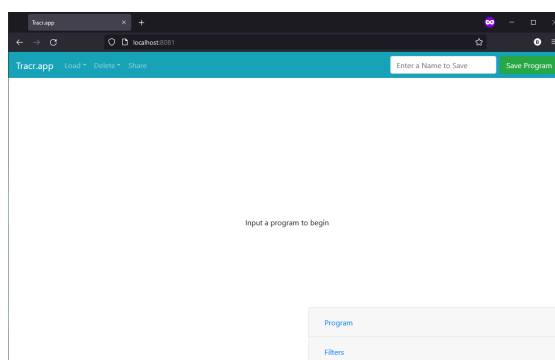 Tracr.app
localhost:8081
Tracr.app Load Delete Share Enter a Name to Save Save Program
Input a program to begin
Program
Filters